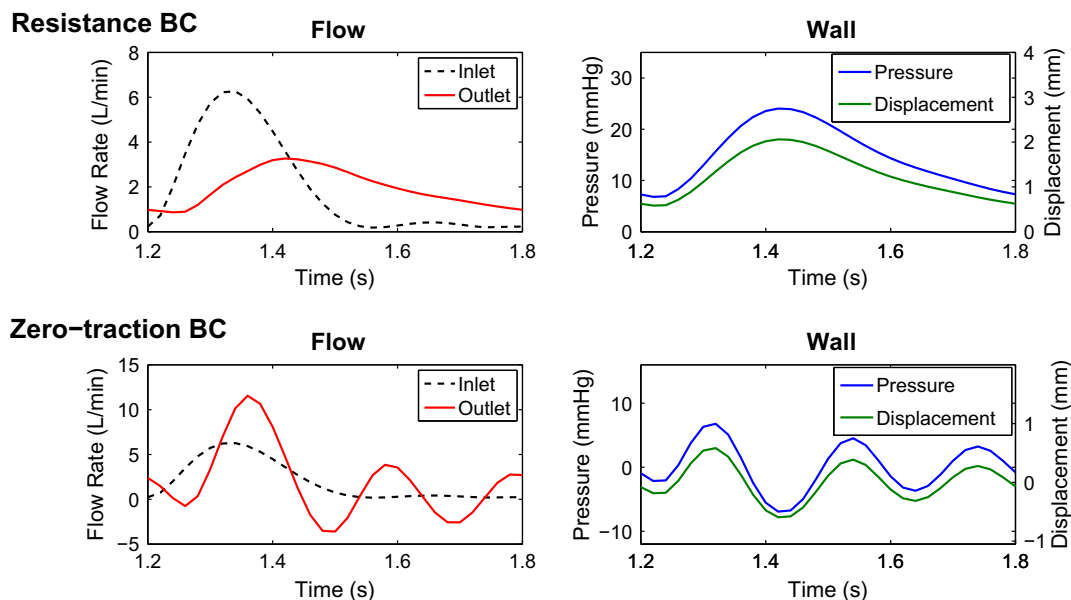 Resistance BC
Flow
Wall
Flow Rate (L/min)
8
6
4
2
0
Inlet
Outlet
1.2 1.4 1.6 1.8
Time (s)
Pressure (mmHg)
30
20
10
0
Pressure
Displacement
4
3
2
1
0
Displacement (mm)
1.2 1.4 1.6 1.8
Time (s)
Zero−traction BC
Flow
Wall
Flow Rate (L/min)
15
10
5
0
−5
Inlet
Outlet
1.2 1.4 1.6 1.8
Time (s)
Pressure (mmHg)
10
0
−10
Pressure
Displacement
1
0
−1
Displacement (mm)
1.2 1.4 1.6 1.8
Time (s)